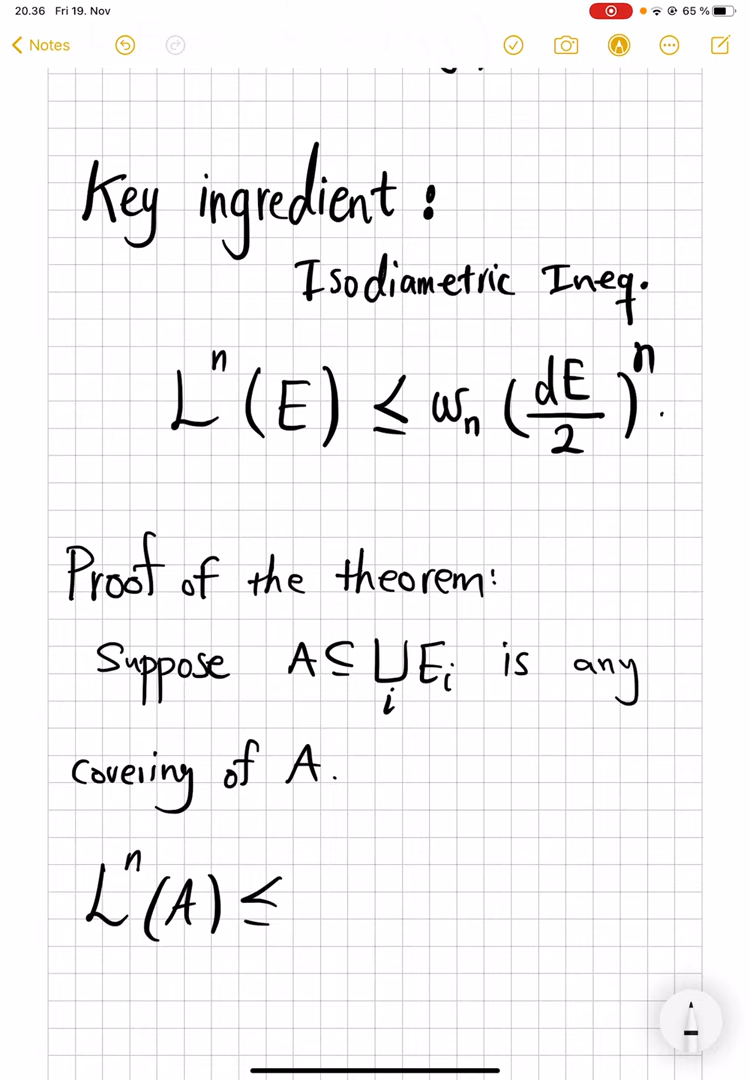 20.36 Fri 19. Nov 65 %
Notes
Key ingredient :
Isodiametric Ineq.
Lⁿ(E) ≤ ωₙ (dE/2)ⁿ.
Proof of the theorem:
Suppose A ⊆ ⋃ᵢ Eᵢ is any
covering of A.
Lⁿ(A) ≤